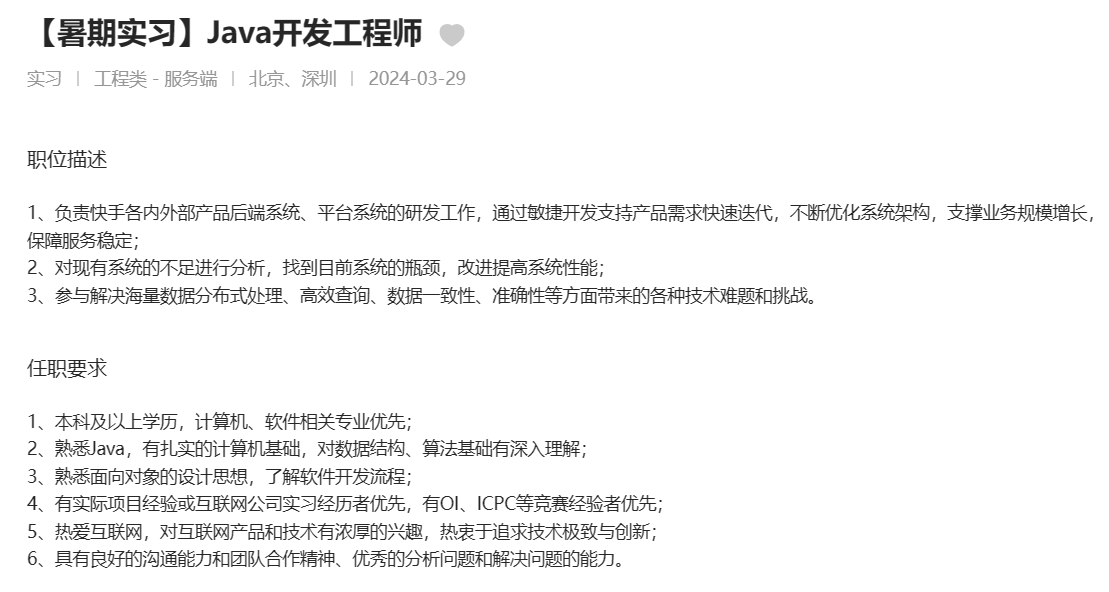 【暑期实习】Java开发工程师
实习 | 工程类 - 服务端 | 北京、深圳 | 2024-03-29
职位描述
1、负责快手各内外部产品后端系统、平台系统的研发工作，通过敏捷开发支持产品需求快速迭代，不断优化系统架构，支撑业务规模增长，
保障服务稳定；
2、对现有系统的不足进行分析，找到目前系统的瓶颈，改进提高系统性能；
3、参与解决海量数据分布式处理、高效查询、数据一致性、准确性等方面带来的各种技术难题和挑战。
任职要求
1、本科及以上学历，计算机、软件相关专业优先；
2、熟悉Java，有扎实的计算机基础，对数据结构、算法基础有深入理解；
3、熟悉面向对象的设计思想，了解软件开发流程；
4、有实际项目经验或互联网公司实习经历者优先，有OI、ICPC等竞赛经验者优先；
5、热爱互联网，对互联网产品和技术有浓厚的兴趣，热衷于追求技术极致与创新；
6、具有良好的沟通能力和团队合作精神、优秀的分析问题和解决问题的能力。